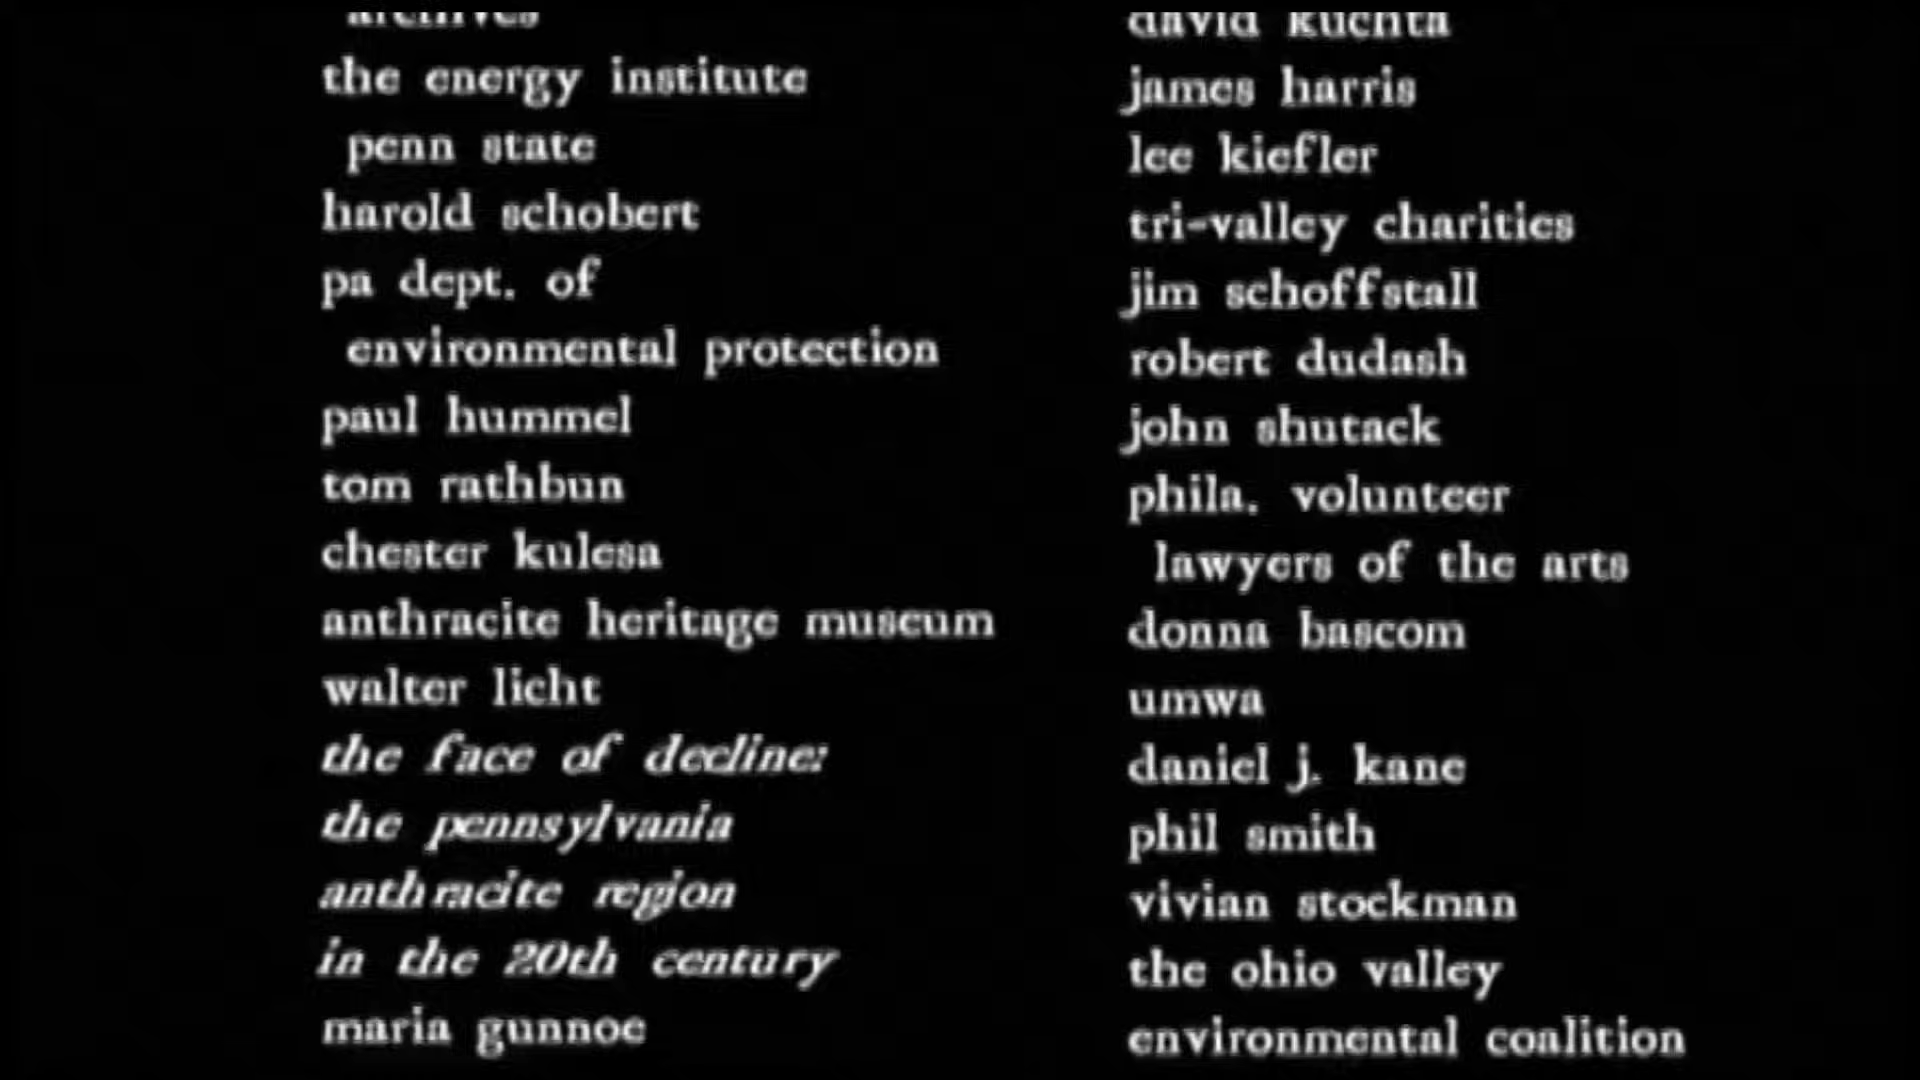 archives
the energy institute
penn state
harold schobert
pa dept. of
environmental protection
paul hummel
tom rathbun
chester kulesa
anthracite heritage museum
walter licht
the face of decline:
the pennsylvania
anthracite region
in the 20th century
maria gunnoe
david kuchta
james harris
lee kiefler
tri-valley charities
jim schoffstall
robert dudash
john shutack
phila. volunteer
lawyers of the arts
donna bascom
umwa
daniel j. kane
phil smith
vivian stockman
the ohio valley
environmental coalition